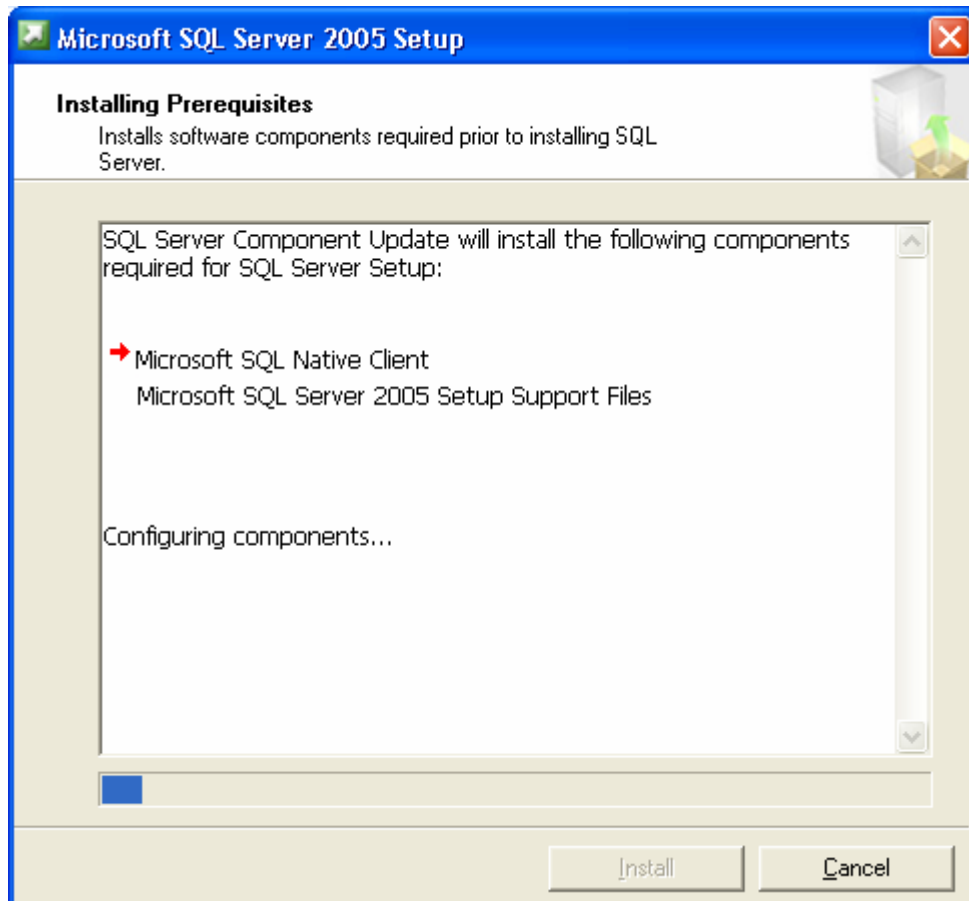 Microsoft SQL Server 2005 Setup
Installing Prerequisites
Installs software components required prior to installing SQL
Server.
SQL Server Component Update will install the following components
required for SQL Server Setup:
Microsoft SQL Native Client
Microsoft SQL Server 2005 Setup Support Files
Configuring components...
Install
Cancel